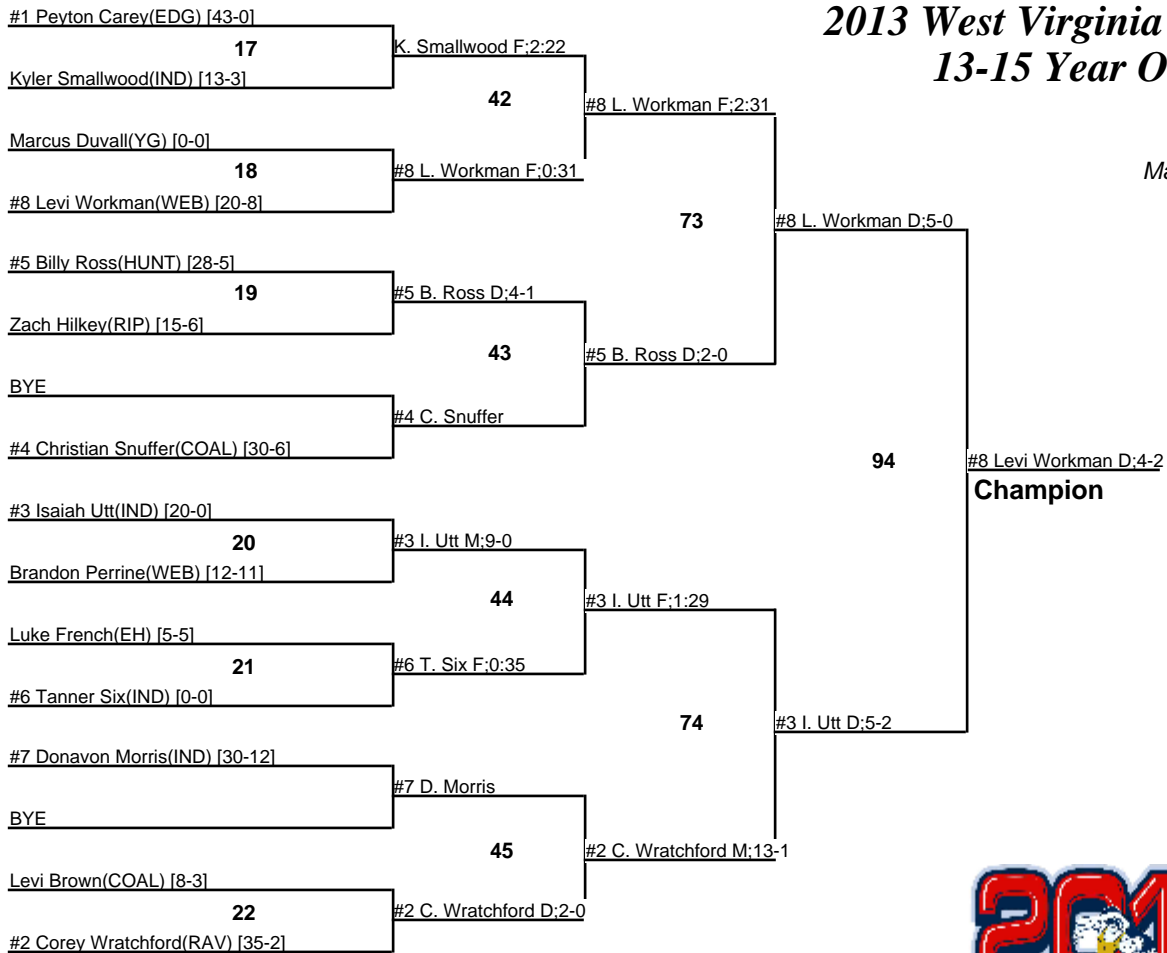 2013 West Virginia
13-15 Year O
Ma
#1 Peyton Carey(EDG) [43-0]
17
Kyler Smallwood(IND) [13-3]
K. Smallwood F;2:22
42
Marcus Duvall(YG) [0-0]
18
#8 Levi Workman(WEB) [20-8]
#8 L. Workman F;0:31
#8 L. Workman F;2:31
73
#5 Billy Ross(HUNT) [28-5]
19
Zach Hilkey(RIP) [15-6]
#5 B. Ross D;4-1
43
BYE
#4 Christian Snuffer(COAL) [30-6]
#4 C. Snuffer
#5 B. Ross D;2-0
#8 L. Workman D;5-0
94
#8 Levi Workman D;4-2
Champion
#3 Isaiah Utt(IND) [20-0]
20
Brandon Perrine(WEB) [12-11]
#3 I. Utt M;9-0
44
Luke French(EH) [5-5]
21
#6 Tanner Six(IND) [0-0]
#6 T. Six F;0:35
#3 I. Utt F;1:29
74
#3 I. Utt D;5-2
#7 Donavon Morris(IND) [30-12]
BYE
#7 D. Morris
45
Levi Brown(COAL) [8-3]
22
#2 Corey Wratchford(RAV) [35-2]
#2 C. Wratchford D;2-0
#2 C. Wratchford M;13-1
201